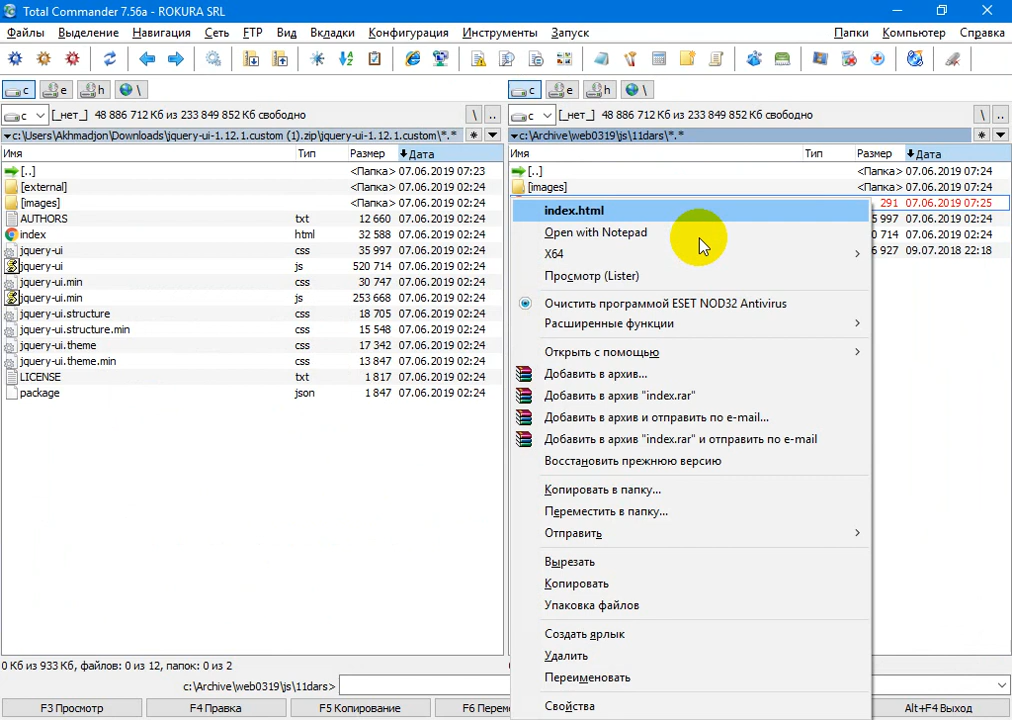 Total Commander 7.56a - ROKURA SRL
Файлы Выделение Навигация Сеть FTP Вид Вкладки Конфигурация Инструменты Запуск Папки Компьютер Справка
c e h \ c e h \
c [_нет_] 48 886 712 Кб из 233 849 852 Кб свободно \ .. c [_нет_] 48 886 712 Кб из 233 849 852 Кб свободно \ ..
c:\Users\Akhmadjon\Downloads\jquery-ui-1.12.1.custom (1).zip\jquery-ui-1.12.1.custom\*.* * c:\Archive\web0319\js\11dars\*.* *
Имя Тип Размер Дата Имя Тип Размер Дата
[..] <Папка> 07.06.2019 07:23 [..] <Папка> 07.06.2019 07:24
[external] <Папка> 07.06.2019 02:24 [images] <Папка> 07.06.2019 07:24
[images] <Папка> 07.06.2019 02:24 291 07.06.2019 07:25
AUTHORS txt 12 660 07.06.2019 02:24 index.html 5 997 07.06.2019 02:24
index html 32 588 07.06.2019 02:24 Open with Notepad 0 714 07.06.2019 02:24
jquery-ui css 35 997 07.06.2019 02:24 X64 6 927 09.07.2018 22:18
jquery-ui js 520 714 07.06.2019 02:24 Просмотр (Lister)
jquery-ui.min css 30 747 07.06.2019 02:24
jquery-ui.min js 253 668 07.06.2019 02:24 Очистить программой ESET NOD32 Antivirus
jquery-ui.structure css 18 705 07.06.2019 02:24 Расширенные функции
jquery-ui.structure.min css 15 548 07.06.2019 02:24
jquery-ui.theme css 17 342 07.06.2019 02:24 Открыть с помощью
jquery-ui.theme.min css 13 847 07.06.2019 02:24 Добавить в архив...
LICENSE txt 1 817 07.06.2019 02:24 Добавить в архив "index.rar"
package json 1 847 07.06.2019 02:24
Добавить в архив и отправить по e-mail...
Добавить в архив "index.rar" и отправить по e-mail
Восстановить прежнюю версию
Копировать в папку...
Переместить в папку...
Отправить
Вырезать
Копировать
Упаковка файлов
Создать ярлык
Удалить
Переименовать
Свойства
0 Кб из 933 Кб, файлов: 0 из 12, папок: 0 из 2
c:\Archive\web0319\js\11dars>
F3 Просмотр F4 Правка F5 Копирование F6 Перем Alt+F4 Выход